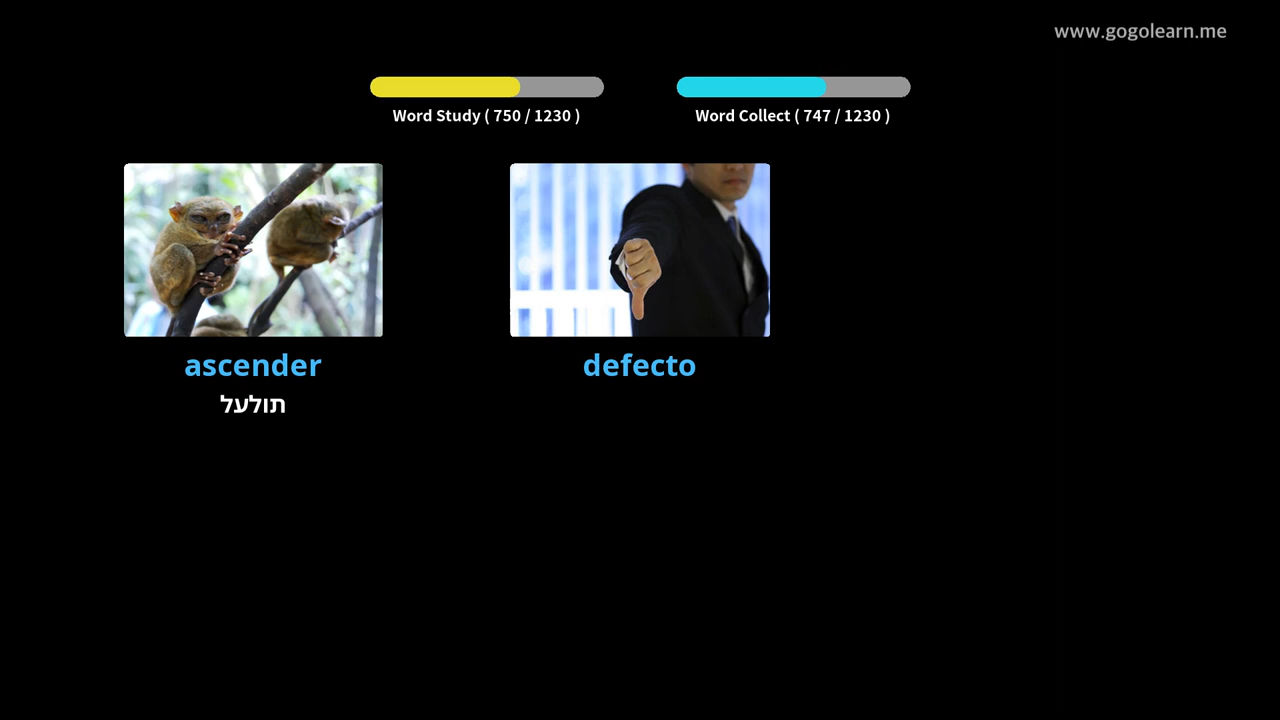 www.gogolearn.me
Word Study ( 750 / 1230 )
Word Collect ( 747 / 1230 )
ascender
תולעל
defecto